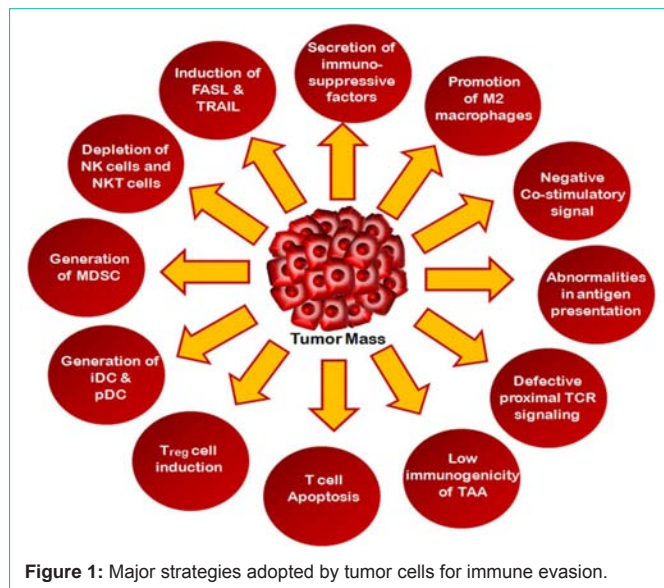 Secretion of
immuno-
suppressive
factors
Promotion
of M2
macrophages
Negative
Co-stimulatory
signal
Abnormalities
in antigen
presentation
Defective
proximal TCR
signaling
Low
immunogenicity
of TAA
T cell
Apoptosis
Treg cell
induction
Generation of
iDC &
pDC
Generation
of MDSC
Depletion of
NK cells and
NKT cells
Induction of
FASL &
TRAIL
Tumor Mass
Figure 1: Major strategies adopted by tumor cells for immune evasion.